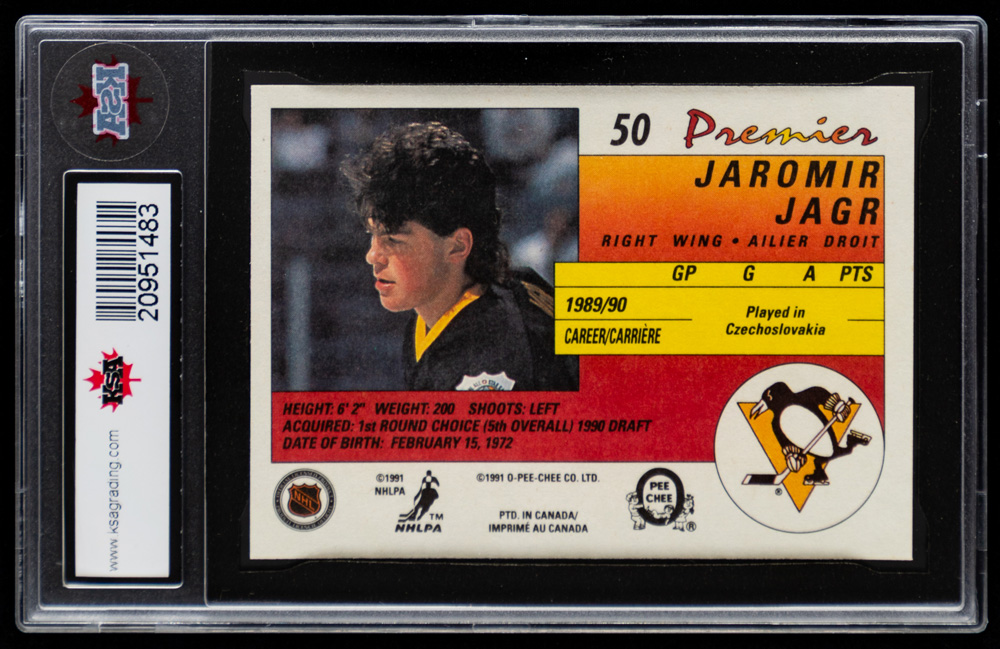 KSA
20951483
KSA
www.ksagrading.com
50 Premier
JAROMIR
JAGR
RIGHT WING • AILIER DROIT
GP G A PTS
1989/90
CAREER/CARRIÈRE
Played in
Czechoslovakia
HEIGHT: 6' 2" WEIGHT: 200 SHOOTS: LEFT
ACQUIRED: 1st ROUND CHOICE (5th OVERALL) 1990 DRAFT
DATE OF BIRTH: FEBRUARY 15, 1972
NHL
©1991
NHLPA
TM
NHLPA
©1991 O-PEE-CHEE CO. LTD.
PTD. IN CANADA/
IMPRIMÉ AU CANADA
O
PEE
CHEE
®
®